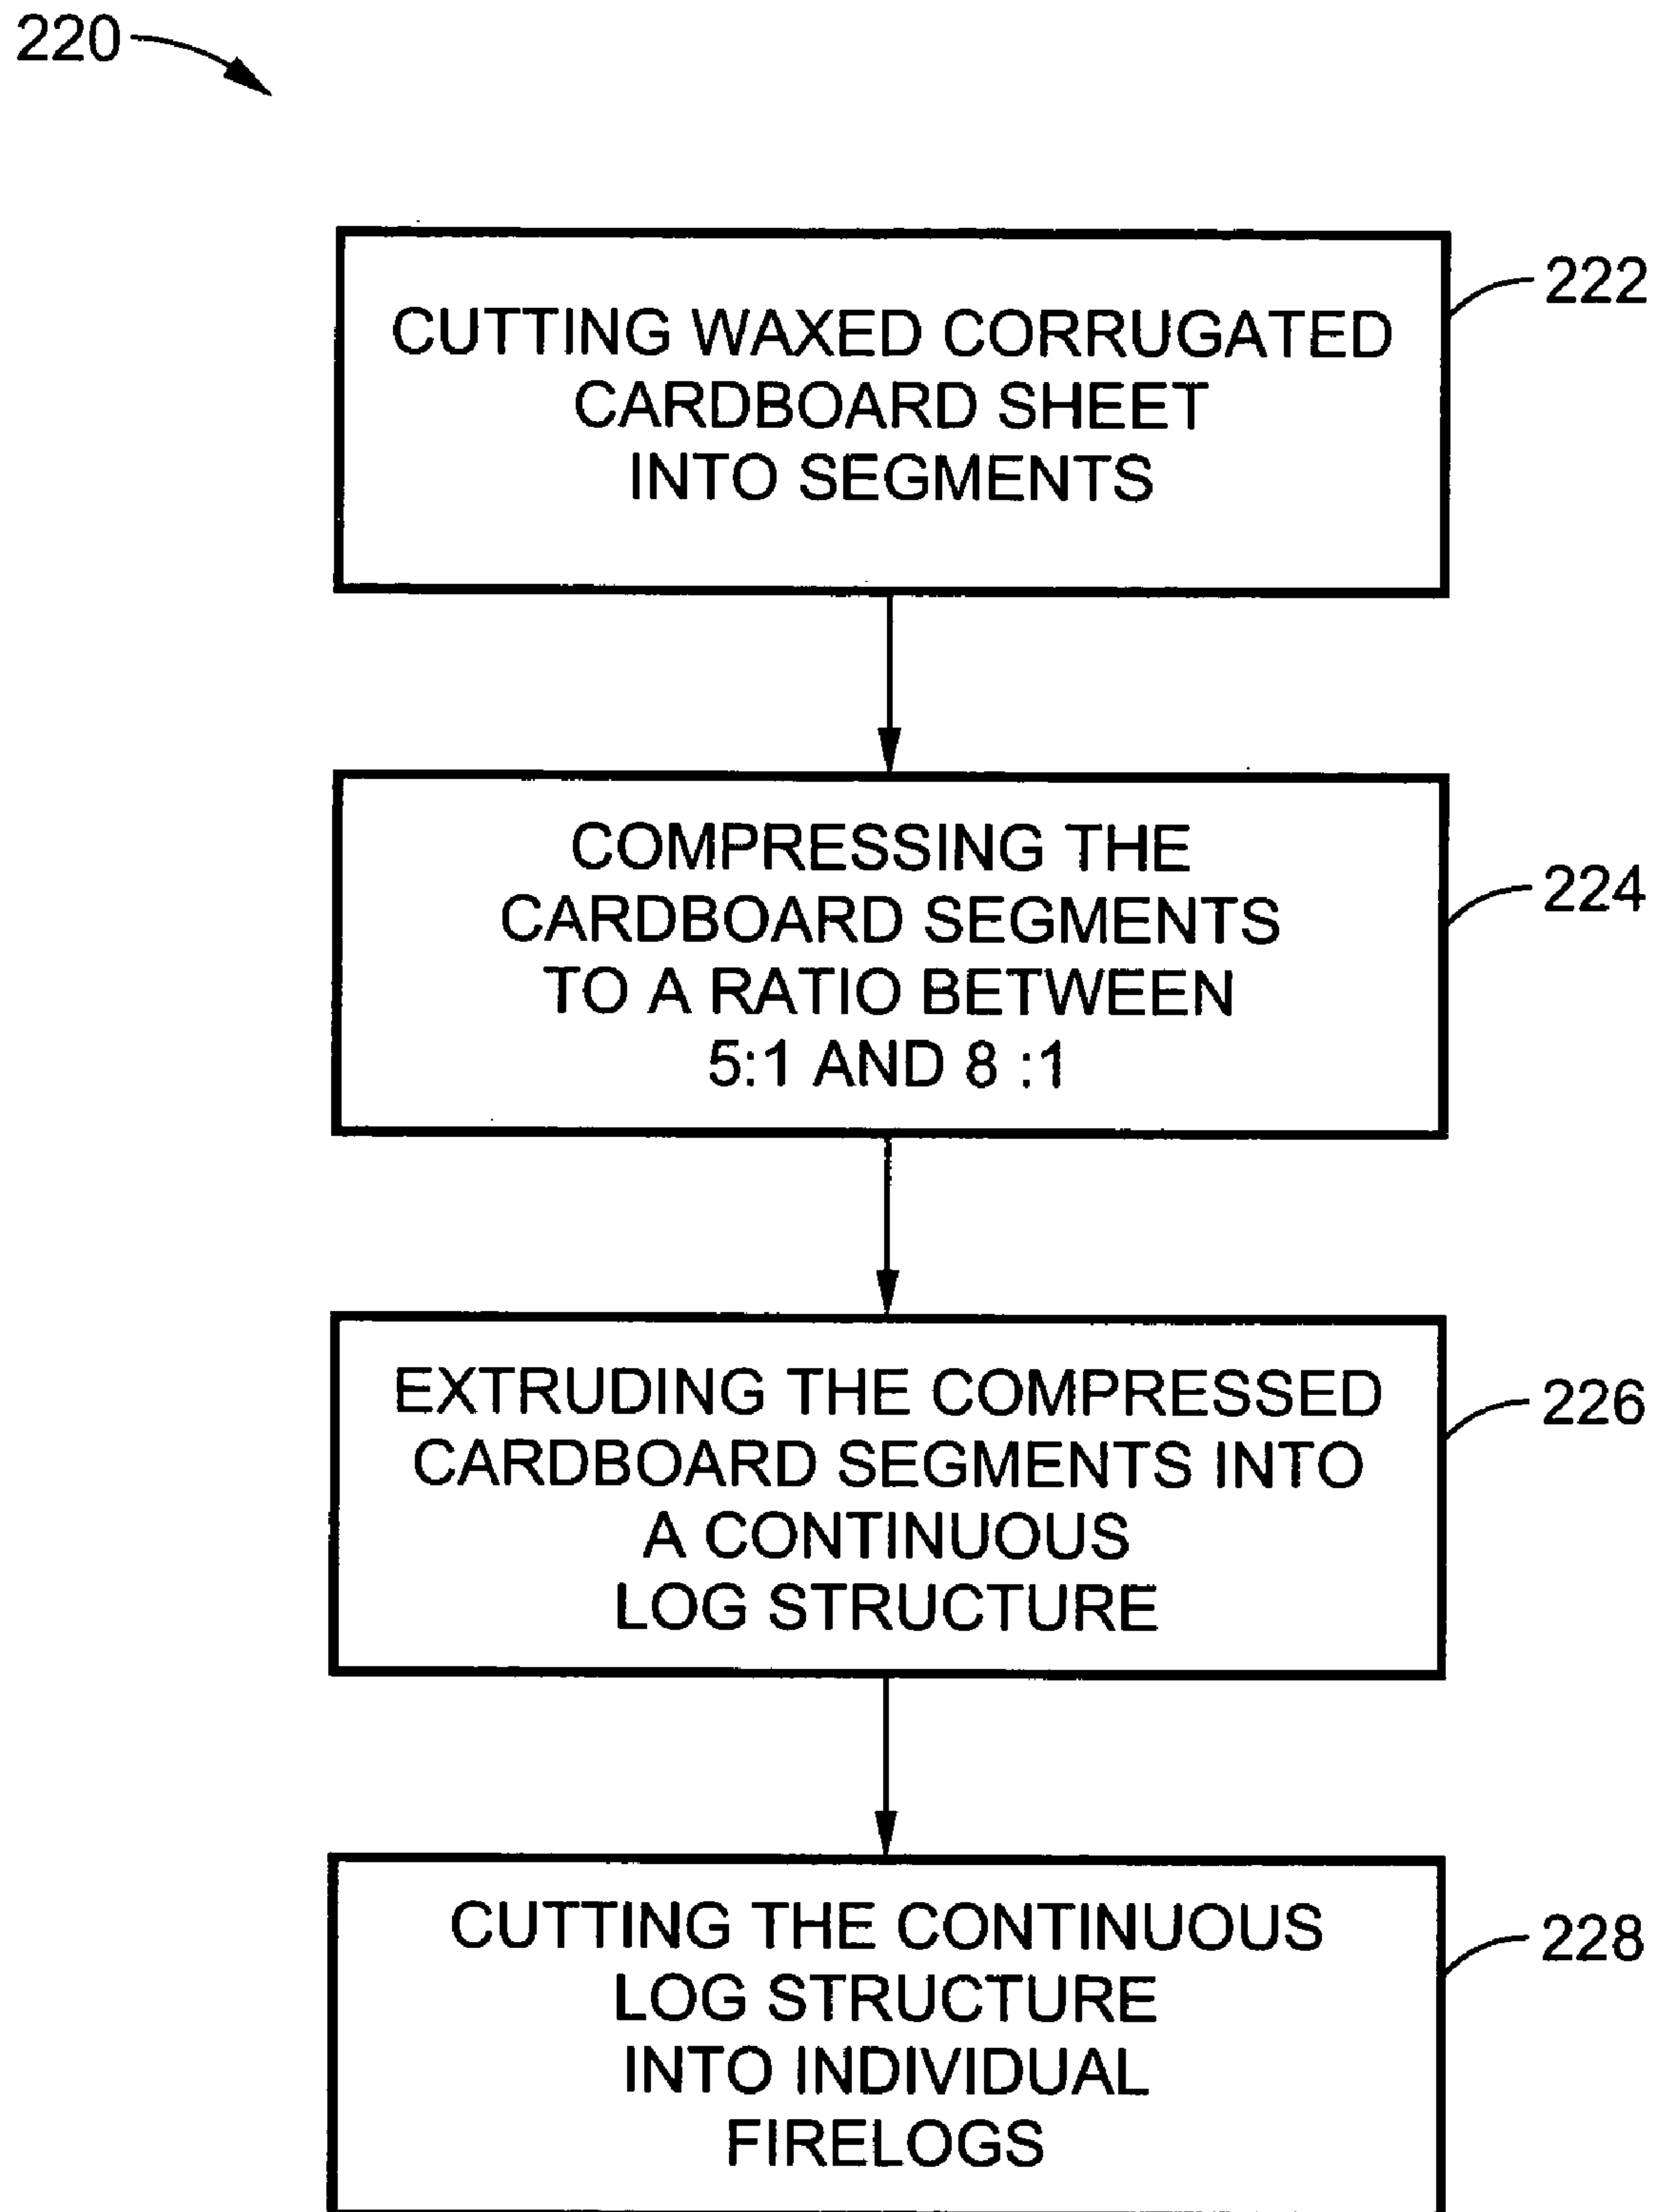 220
CUTTING WAXED CORRUGATED
CARDBOARD SHEET
INTO SEGMENTS
222
COMPRESSING THE
CARDBOARD SEGMENTS
TO A RATIO BETWEEN
5:1 AND 8 :1
224
EXTRUDING THE COMPRESSED
CARDBOARD SEGMENTS INTO
A CONTINUOUS
LOG STRUCTURE
226
CUTTING THE CONTINUOUS
LOG STRUCTURE
INTO INDIVIDUAL
FIRELOGS
228